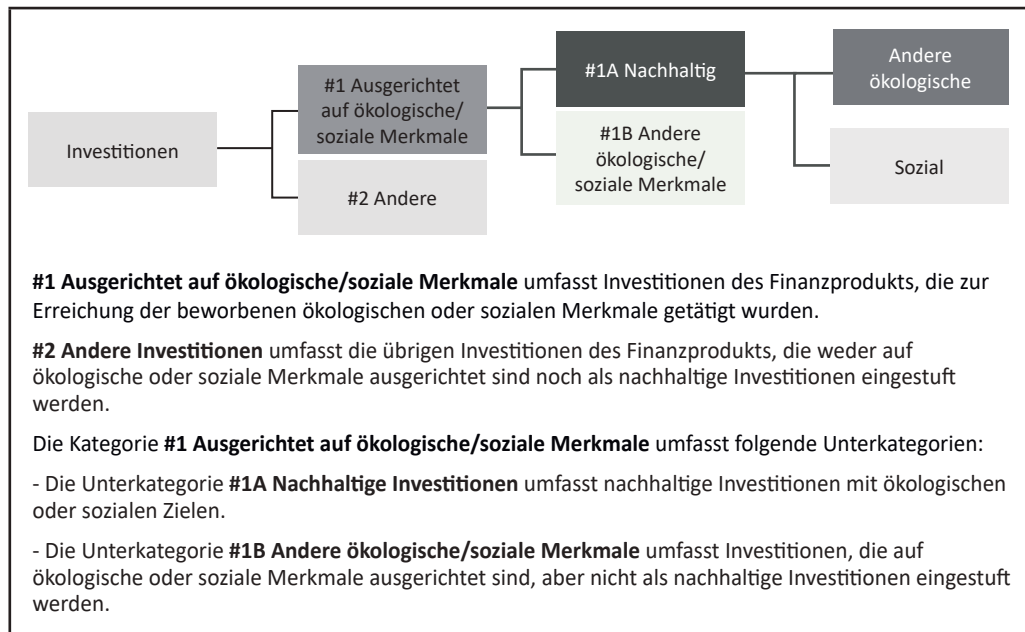 Investitionen
#1 Ausgerichtet
auf ökologische/
soziale Merkmale
#2 Andere
#1A Nachhaltig
#1B Andere
ökologische/
soziale Merkmale
Andere
ökologische
Sozial
#1 Ausgerichtet auf ökologische/soziale Merkmale umfasst Investitionen des Finanzprodukts, die zur
Erreichung der beworbenen ökologischen oder sozialen Merkmale getätigt wurden.
#2 Andere Investitionen umfasst die übrigen Investitionen des Finanzprodukts, die weder auf
ökologische oder soziale Merkmale ausgerichtet sind noch als nachhaltige Investitionen eingestuft
werden.
Die Kategorie #1 Ausgerichtet auf ökologische/soziale Merkmale umfasst folgende Unterkategorien:
- Die Unterkategorie #1A Nachhaltige Investitionen umfasst nachhaltige Investitionen mit ökologischen
oder sozialen Zielen.
- Die Unterkategorie #1B Andere ökologische/soziale Merkmale umfasst Investitionen, die auf
ökologische oder soziale Merkmale ausgerichtet sind, aber nicht als nachhaltige Investitionen eingestuft
werden.